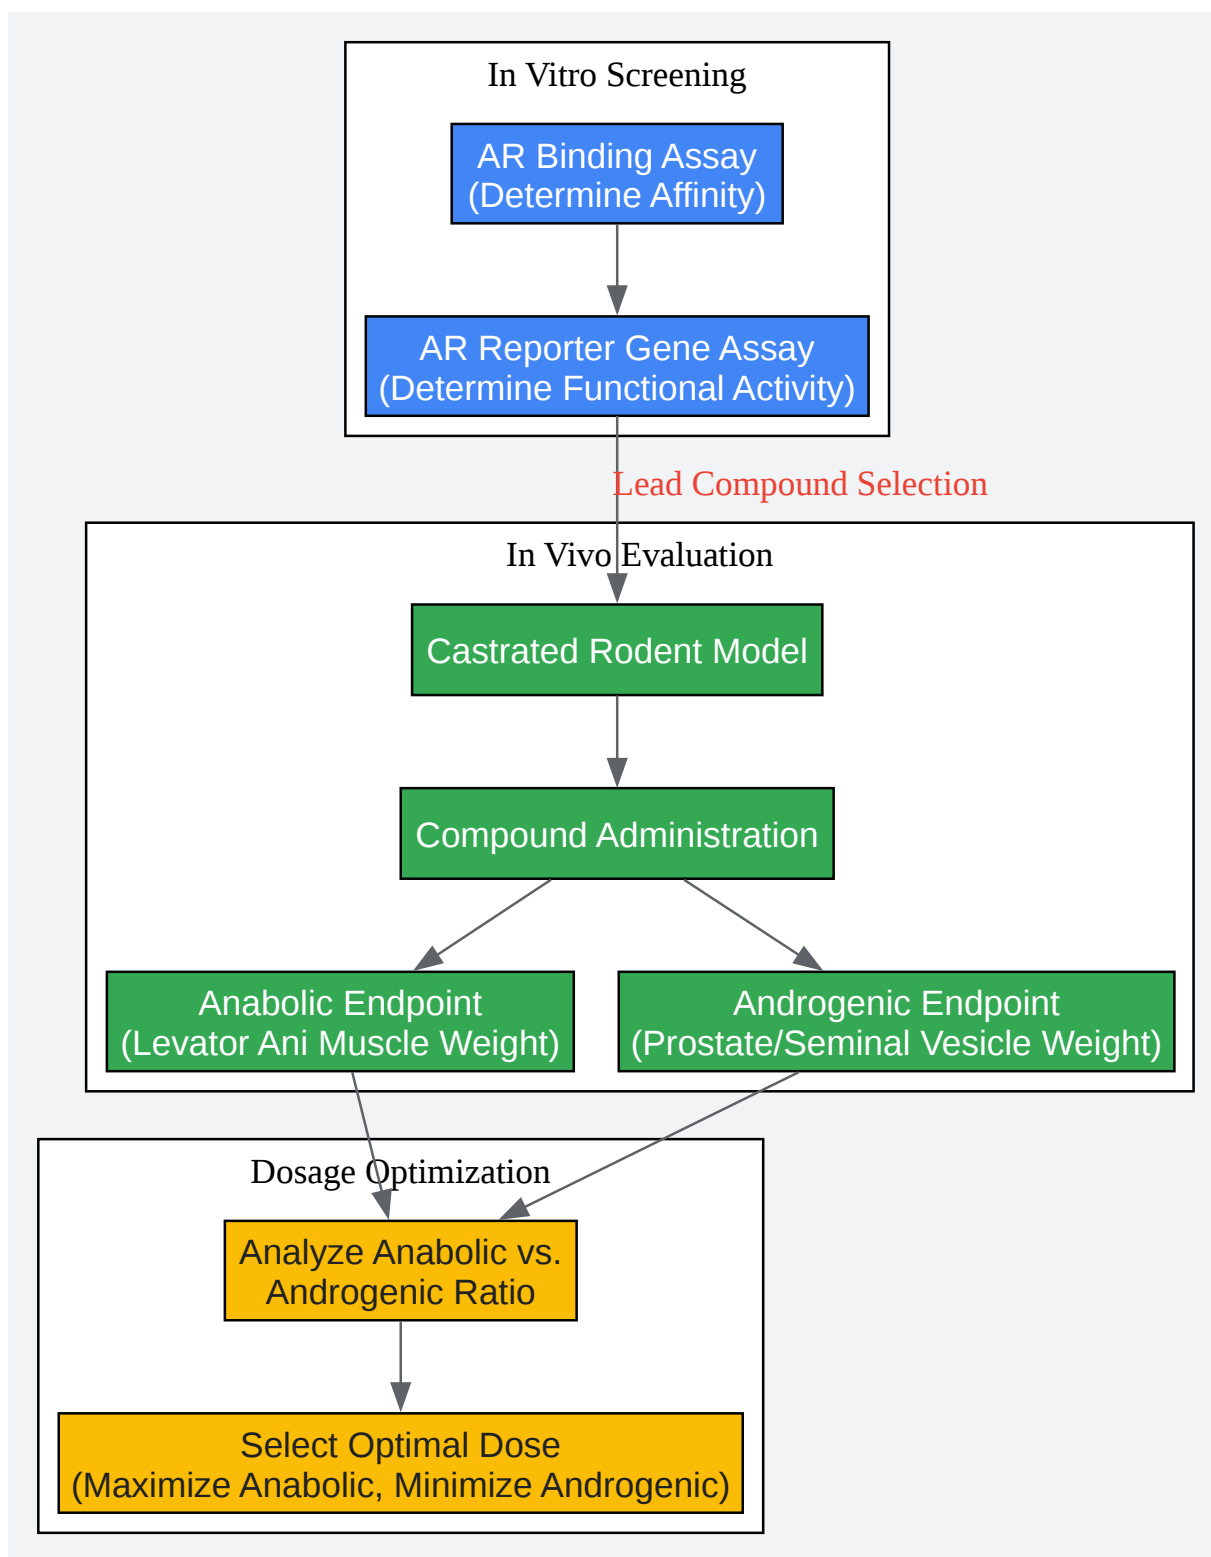 In Vitro Screening
AR Binding Assay
(Determine Affinity)
AR Reporter Gene Assay
(Determine Functional Activity)
Lead Compound Selection
In Vivo Evaluation
Castrated Rodent Model
Compound Administration
Anabolic Endpoint
(Levator Ani Muscle Weight)
Androgenic Endpoint
(Prostate/Seminal Vesicle Weight)
Dosage Optimization
Analyze Anabolic vs.
Androgenic Ratio
Select Optimal Dose
(Maximize Anabolic, Minimize Androgenic)